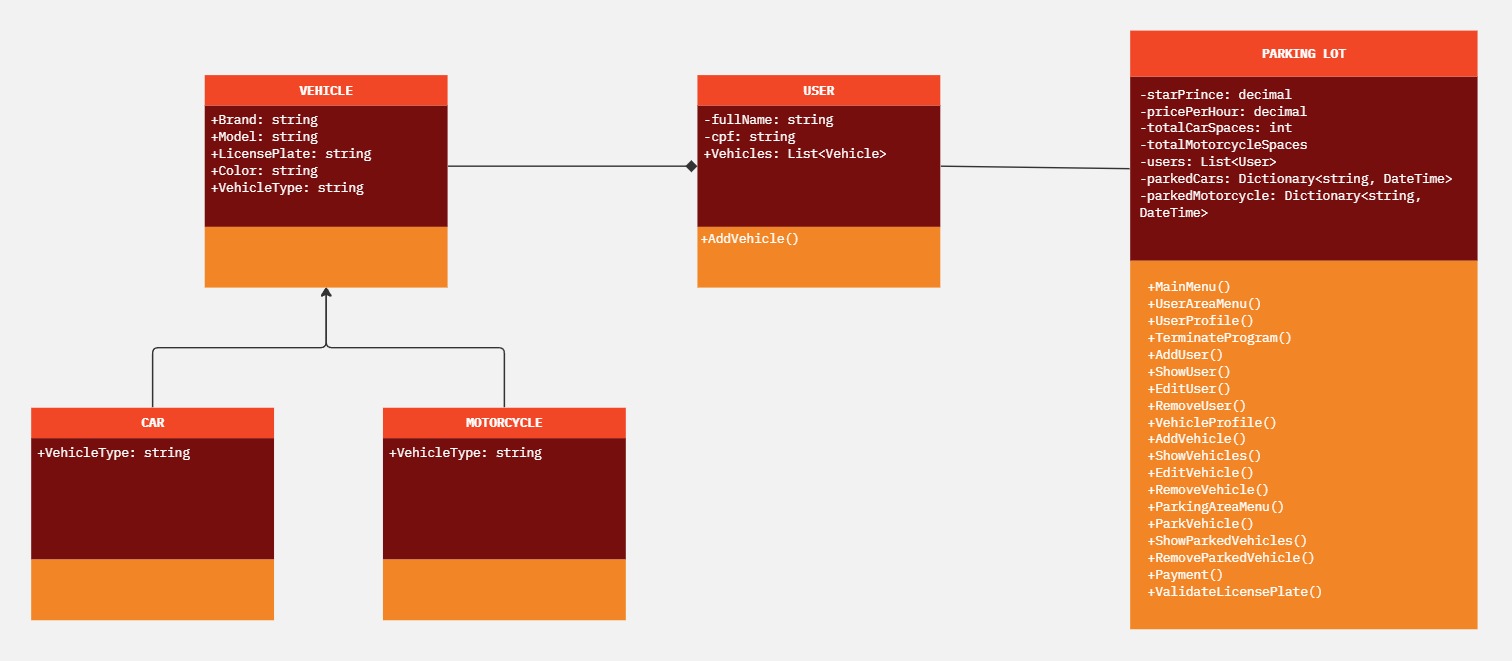 VEHICLE
+Brand: string
+Model: string
+LicensePlate: string
+Color: string
+VehicleType: string
USER
-fullName: string
-cpf: string
+Vehicles: List<Vehicle>
+AddVehicle()
PARKING LOT
-starPrince: decimal
-pricePerHour: decimal
-totalCarSpaces: int
-totalMotorcycleSpaces
-users: List<User>
-parkedCars: Dictionary<string, DateTime>
-parkedMotorcycle: Dictionary<string,
DateTime>
+MainMenu()
+UserAreaMenu()
+UserProfile()
+TerminateProgram()
+AddUser()
+ShowUser()
+EditUser()
+RemoveUser()
+VehicleProfile()
+AddVehicle()
+ShowVehicles()
+EditVehicle()
+RemoveVehicle()
+ParkingAreaMenu()
+ParkVehicle()
+ShowParkedVehicles()
+RemoveParkedVehicle()
+Payment()
+ValidateLicensePlate()
CAR
+VehicleType: string
MOTORCYCLE
+VehicleType: string